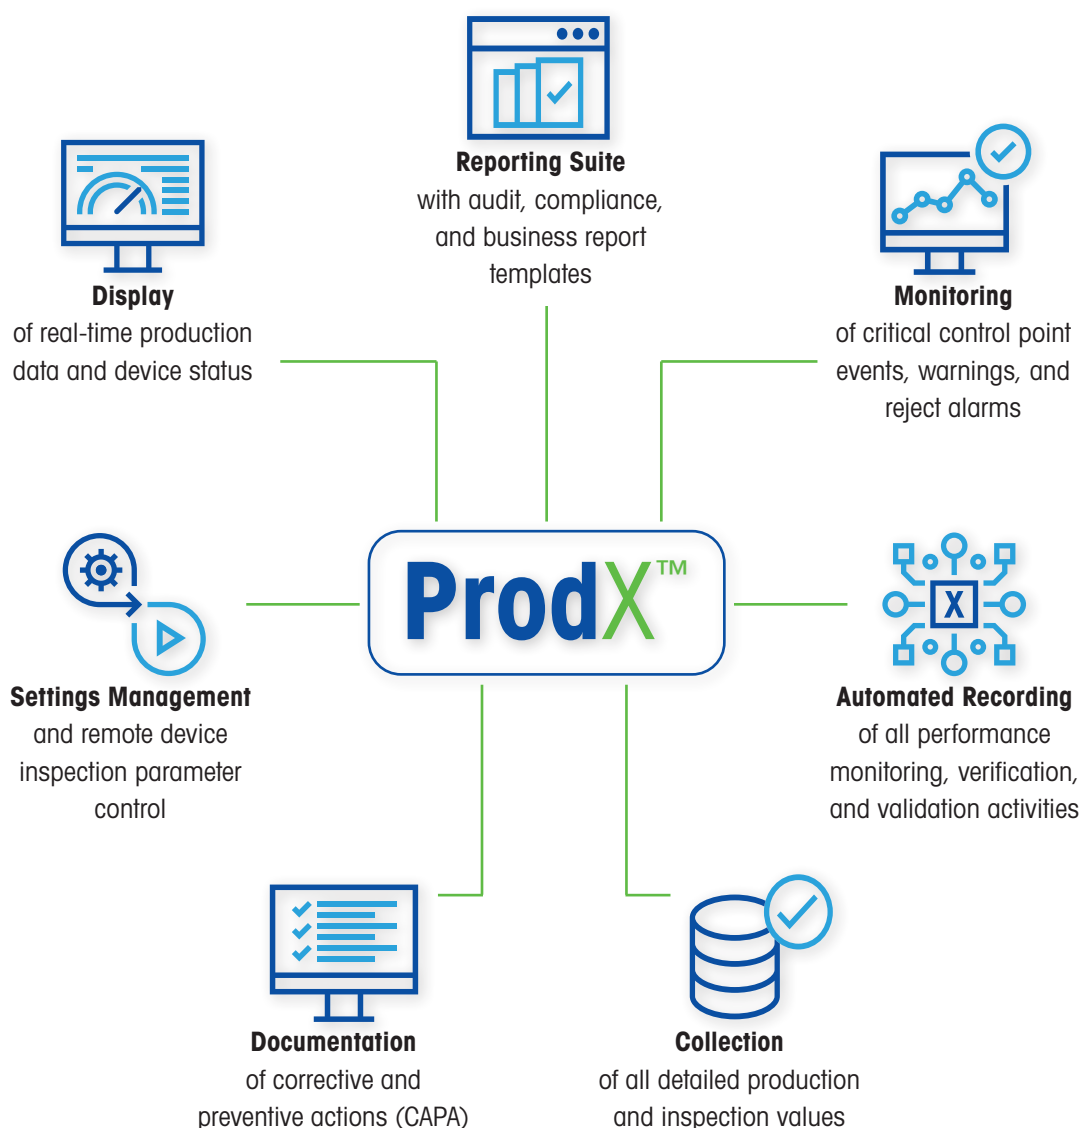 Reporting Suite
with audit, compliance,
and business report
templates
Display
of real-time production
data and device status
Monitoring
of critical control point
events, warnings, and
reject alarms
ProdX™
Settings Management
and remote device
inspection parameter
control
X
Automated Recording
of all performance
monitoring, verification,
and validation activities
Documentation
of corrective and
preventive actions (CAPA)
Collection
of all detailed production
and inspection values